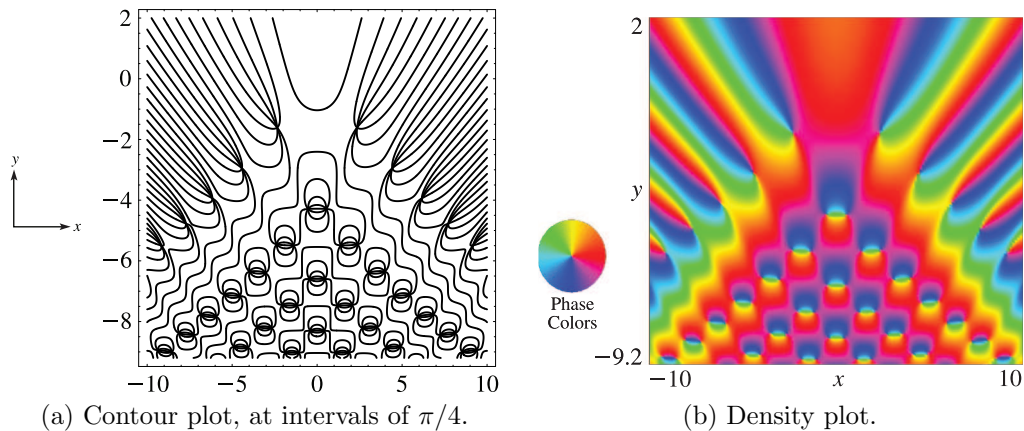 2
0
−2
−4
−6
−8
−10 −5 0 5 10
y
x
(a) Contour plot, at intervals of π/4.
2
y
−9.2
−10 x 10
Phase
Colors
(b) Density plot.